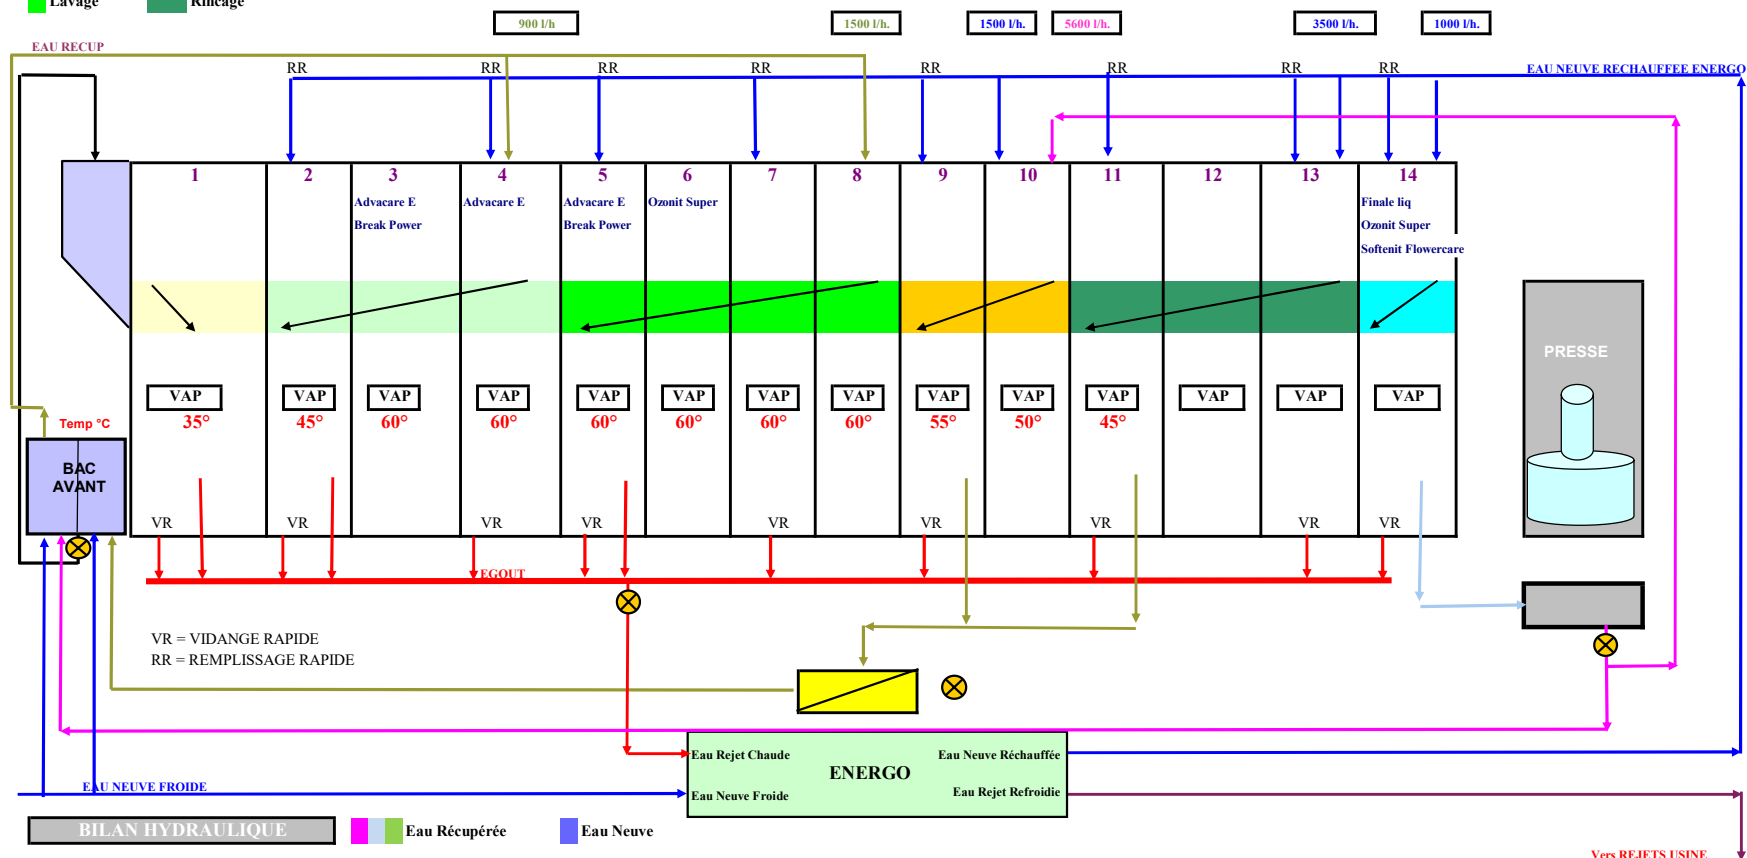 Lavage Rincage
900 l/h 1500 l/h. 1500 l/h. 5600 l/h. 3500 l/h. 1000 l/h.
EAU RECUP
RR RR RR RR RR RR RR RR EAU NEUVE RECHAUFFEE ENERGO
1 2 3 4 5 6 7 8 9 10 11 12 13 14
Advacare E Advacare E Advacare E Ozonit Super Finale liq
Break Power Break Power Ozonit Super
Softenit Flowercare
PRESSE
VAP VAP VAP VAP VAP VAP VAP VAP VAP VAP VAP VAP VAP VAP
Temp °C 35° 45° 60° 60° 60° 60° 60° 60° 55° 50° 45°
BAC
AVANT
VR VR VR VR VR VR VR VR VR
EGOUT
VR = VIDANGE RAPIDE
RR = REMPLISSAGE RAPIDE
Eau Rejet Chaude Eau Neuve Réchauffée
ENERGO
EAU NEUVE FROIDE Eau Neuve Froide Eau Rejet Refroidie
BILAN HYDRAULIQUE Eau Récupérée Eau Neuve
Vers REJETS USINE